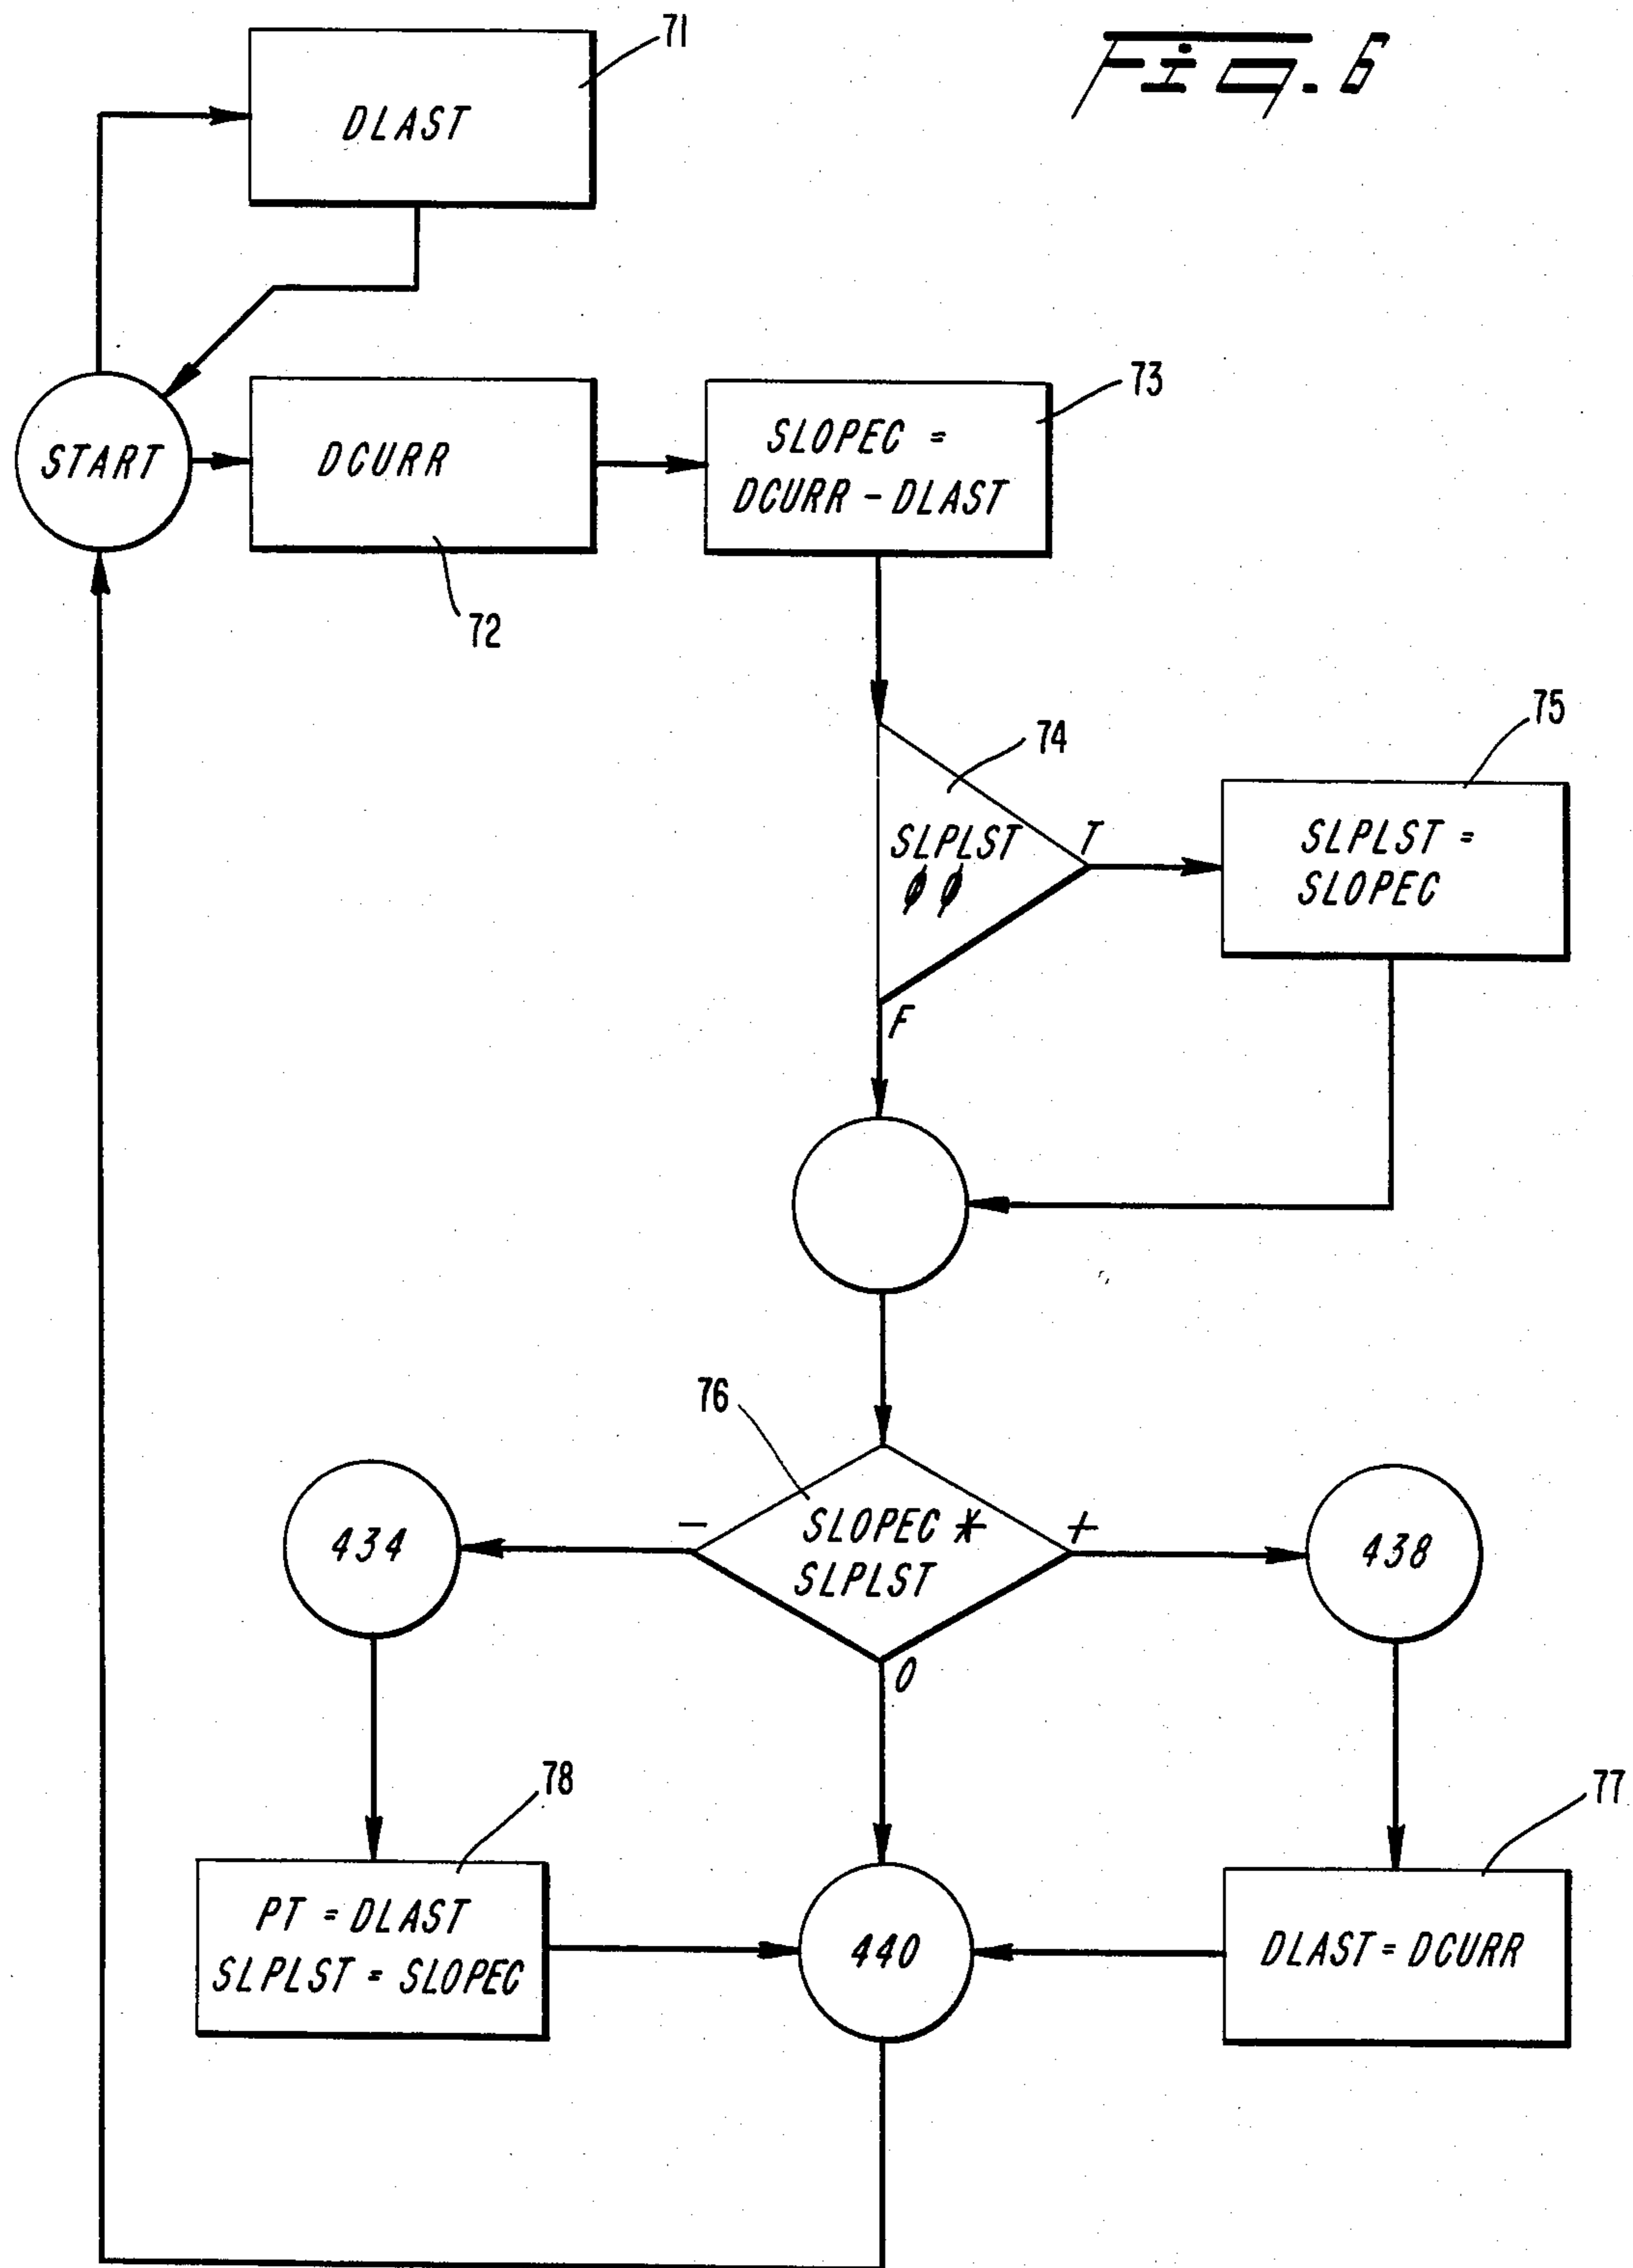 Fig. 6
71
DLAST
START
DCURR
72
SLOPEC =
DCURR - DLAST
73
74
SLPLST
φ φ
T
F
75
SLPLST =
SLOPEC
76
SLOPEC *
SLPLST
-
+
0
434
438
78
PT = DLAST
SLPLST = SLOPEC
440
77
DLAST = DCURR